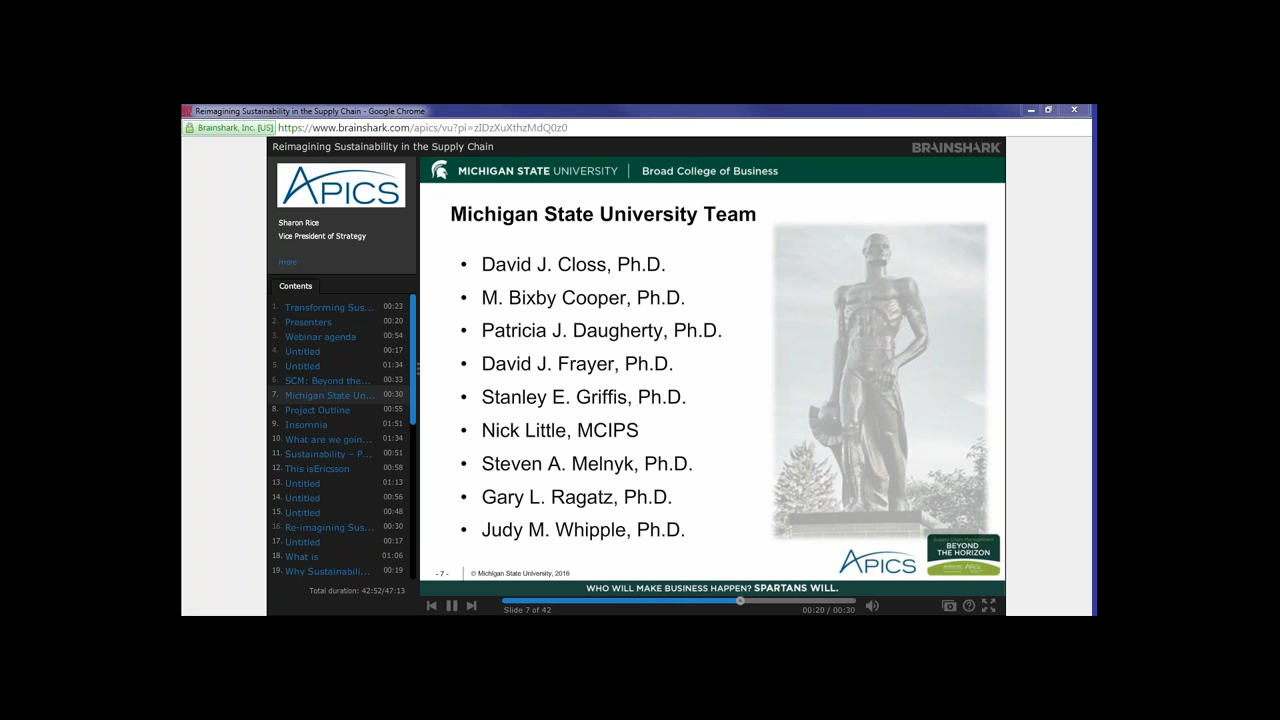 Reimagining Sustainability in the Supply Chain - Google Chrome
Brainshark, Inc. [US] https://www.brainshark.com/apics/vu?pi=zIDzXuXthzMdQ0z0
Reimagining Sustainability in the Supply Chain
BRAINSHARK
APICS
Sharon Rice
Vice President of Strategy
more
Contents
1. Transforming Sus... 00:23
2. Presenters 00:20
3. Webinar agenda 00:54
4. Untitled 00:17
5. Untitled 01:34
6. SCM: Beyond the... 00:33
7. Michigan State Un... 00:30
8. Project Outline 00:55
9. Insomnia 01:51
10. What are we goin... 01:34
11. Sustainability – P... 00:51
12. This isEricsson 00:58
13. Untitled 01:13
14. Untitled 00:56
15. Untitled 00:48
16. Re-imagining Sus... 00:30
17. Untitled 00:17
18. What is 01:06
19. Why Sustainabili... 00:19
Total duration: 42:52/47:13
MICHIGAN STATE UNIVERSITY | Broad College of Business
Michigan State University Team
• David J. Closs, Ph.D.
• M. Bixby Cooper, Ph.D.
• Patricia J. Daugherty, Ph.D.
• David J. Frayer, Ph.D.
• Stanley E. Griffis, Ph.D.
• Nick Little, MCIPS
• Steven A. Melnyk, Ph.D.
• Gary L. Ragatz, Ph.D.
• Judy M. Whipple, Ph.D.
APICS
Supply Chain Management
BEYOND
THE HORIZON
- 7 - © Michigan State University, 2016
WHO WILL MAKE BUSINESS HAPPEN? SPARTANS WILL.
Slide 7 of 42
00:20 / 00:30